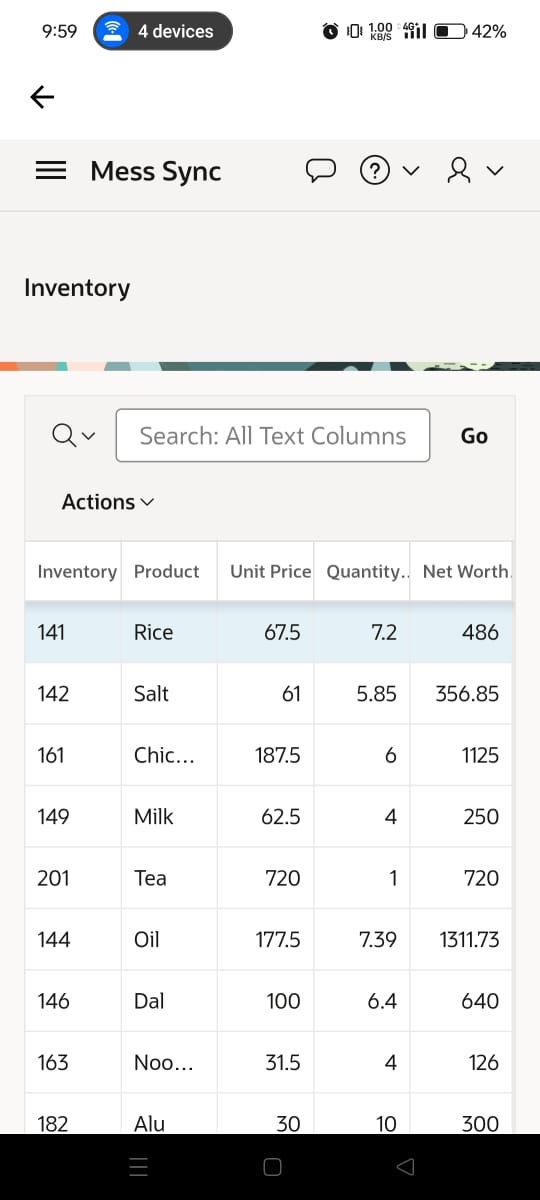 9:59 4 devices 1.00 KB/S 4G+ 42%
Mess Sync
Inventory
Search: All Text Columns Go
Actions
Inventory Product Unit Price Quantity.. Net Worth.
141 Rice 67.5 7.2 486
142 Salt 61 5.85 356.85
161 Chic... 187.5 6 1125
149 Milk 62.5 4 250
201 Tea 720 1 720
144 Oil 177.5 7.39 1311.73
146 Dal 100 6.4 640
163 Noo... 31.5 4 126
182 Alu 30 10 300